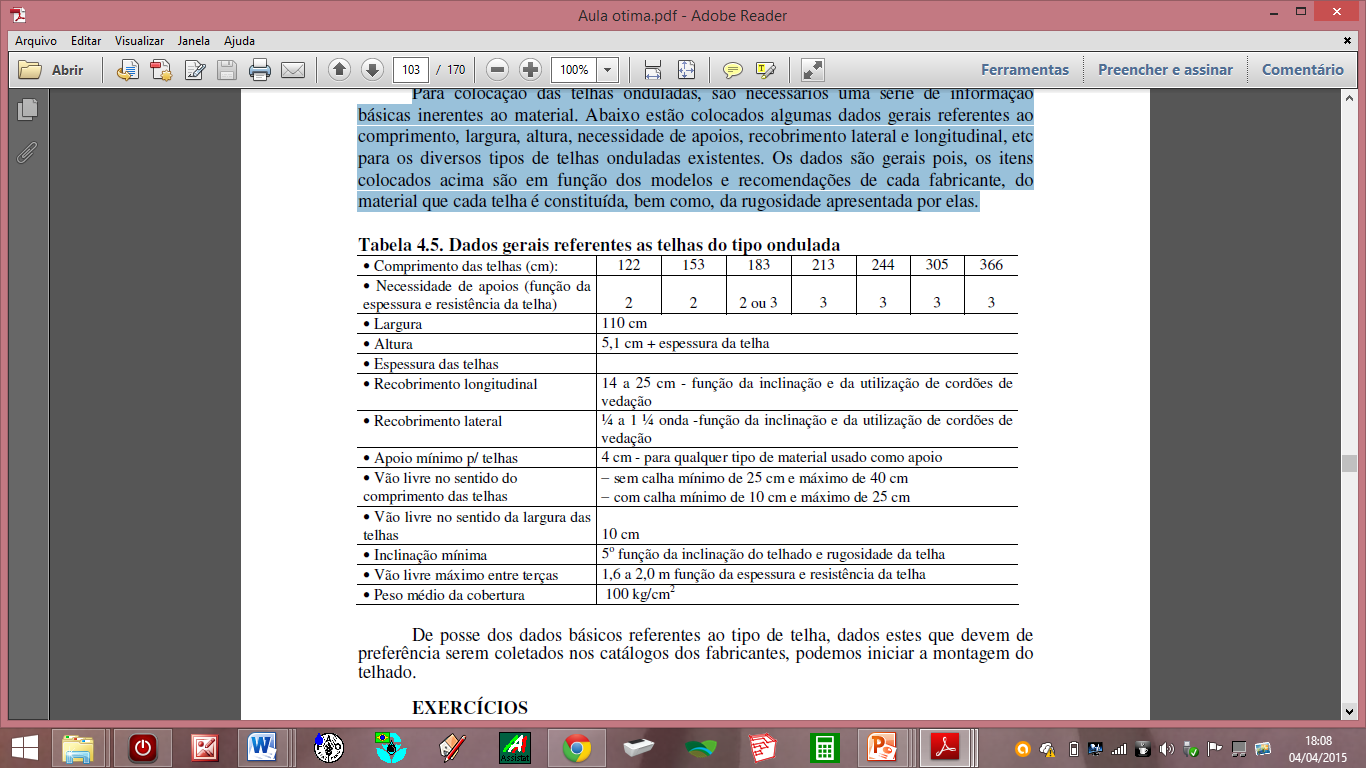 Aula otima.pdf - Adobe Reader
Arquivo Editar Visualizar Janela Ajuda
Abrir 103 / 170 100% Ferramentas Preencher e assinar Comentário
Para colocação das telhas onduladas, são necessários uma série de informação
básicas inerentes ao material. Abaixo estão colocados algumas dados gerais referentes ao
comprimento, largura, altura, necessidade de apoios, recobrimento lateral e longitudinal, etc
para os diversos tipos de telhas onduladas existentes. Os dados são gerais pois, os itens
colocados acima são em função dos modelos e recomendações de cada fabricante, do
material que cada telha é constituída, bem como, da rugosidade apresentada por elas.
Tabela 4.5. Dados gerais referentes as telhas do tipo ondulada
• Comprimento das telhas (cm): 122 153 183 213 244 305 366
• Necessidade de apoios (função da
espessura e resistência da telha) 2 2 2 ou 3 3 3 3 3
• Largura 110 cm
• Altura 5,1 cm + espessura da telha
• Espessura das telhas
• Recobrimento longitudinal 14 a 25 cm - função da inclinação e da utilização de cordões de
vedação
• Recobrimento lateral ¼ a 1 ¼ onda -função da inclinação e da utilização de cordões de
vedação
• Apoio mínimo p/ telhas 4 cm - para qualquer tipo de material usado como apoio
• Vão livre no sentido do – sem calha mínimo de 25 cm e máximo de 40 cm
comprimento das telhas – com calha mínimo de 10 cm e máximo de 25 cm
• Vão livre no sentido da largura das
telhas 10 cm
• Inclinação mínima 5º função da inclinação do telhado e rugosidade da telha
• Vão livre máximo entre terças 1,6 a 2,0 m função da espessura e resistência da telha
• Peso médio da cobertura 100 kg/cm²
De posse dos dados básicos referentes ao tipo de telha, dados estes que devem de
preferência serem coletados nos catálogos dos fabricantes, podemos iniciar a montagem do
telhado.
EXERCÍCIOS
Assistat
18:08
04/04/2015